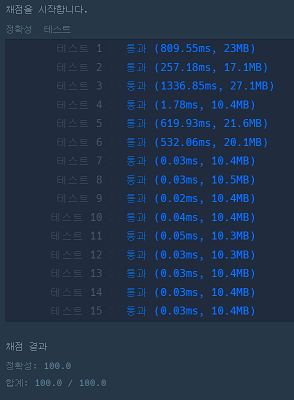 채점을 시작합니다.
정확성 테스트
테스트 1 통과 (809.55ms, 23MB)
테스트 2 통과 (257.18ms, 17.1MB)
테스트 3 통과 (1336.85ms, 27.1MB)
테스트 4 통과 (1.78ms, 10.4MB)
테스트 5 통과 (619.93ms, 21.6MB)
테스트 6 통과 (532.06ms, 20.1MB)
테스트 7 통과 (0.03ms, 10.4MB)
테스트 8 통과 (0.03ms, 10.5MB)
테스트 9 통과 (0.02ms, 10.4MB)
테스트 10 통과 (0.04ms, 10.4MB)
테스트 11 통과 (0.05ms, 10.3MB)
테스트 12 통과 (0.03ms, 10.3MB)
테스트 13 통과 (0.03ms, 10.4MB)
테스트 14 통과 (0.03ms, 10.4MB)
테스트 15 통과 (0.03ms, 10.4MB)
채점 결과
정확성: 100.0
합계: 100.0 / 100.0